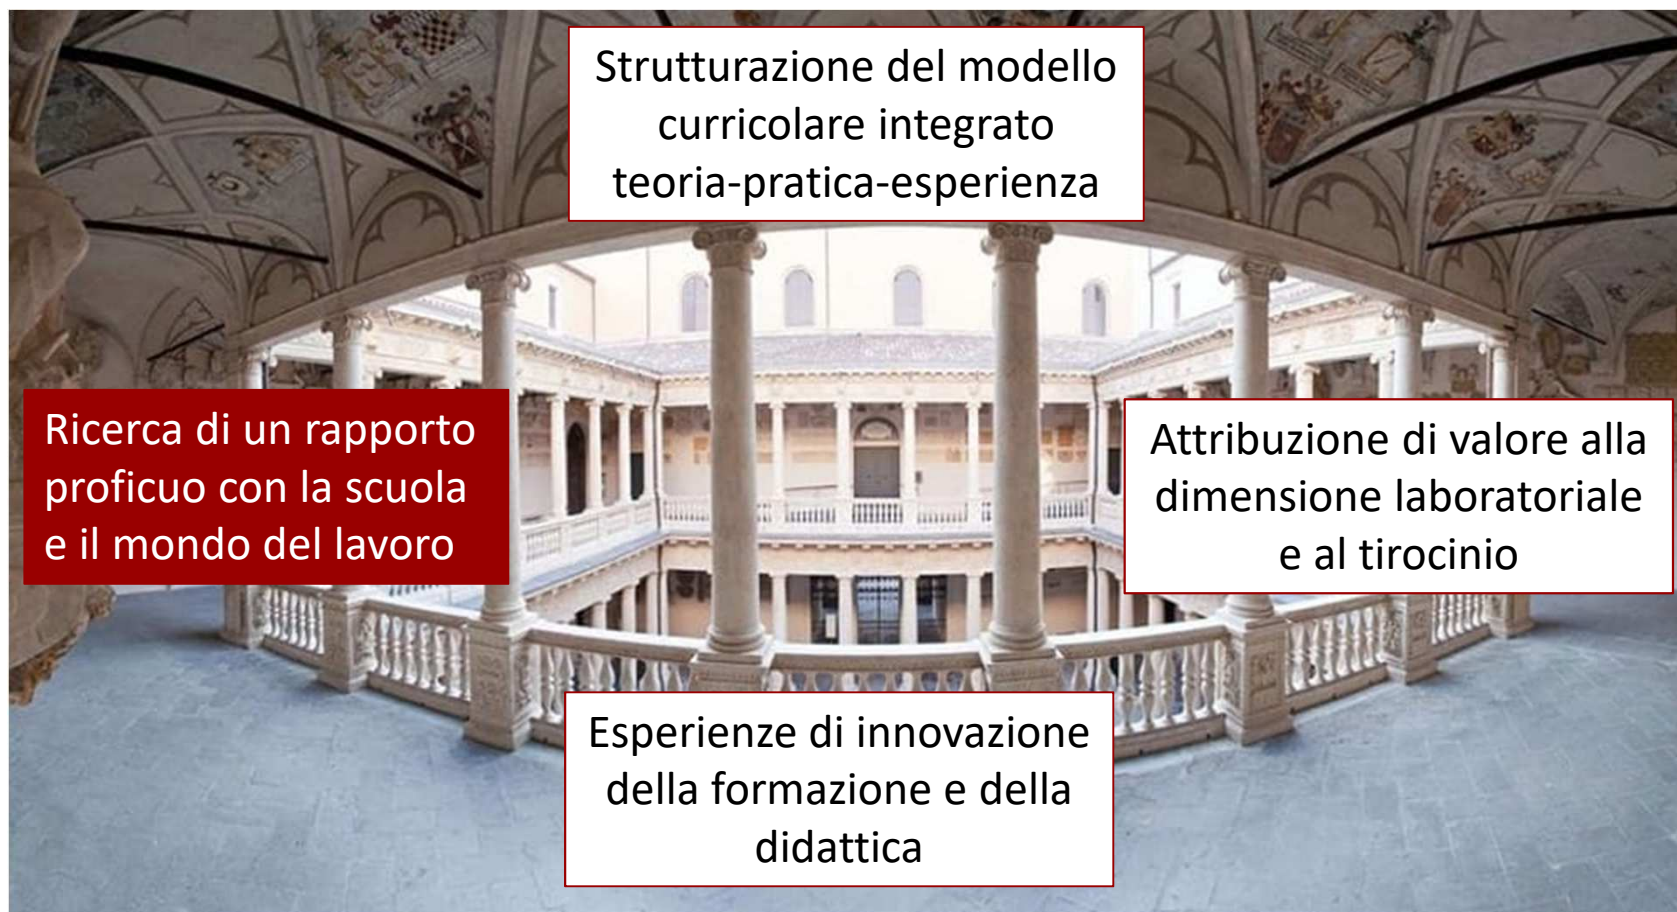 Strutturazione del modello
curricolare integrato
teoria-pratica-esperienza
Ricerca di un rapporto
proficuo con la scuola
e il mondo del lavoro
Attribuzione di valore alla
dimensione laboratoriale
e al tirocinio
Esperienze di innovazione
della formazione e della
didattica